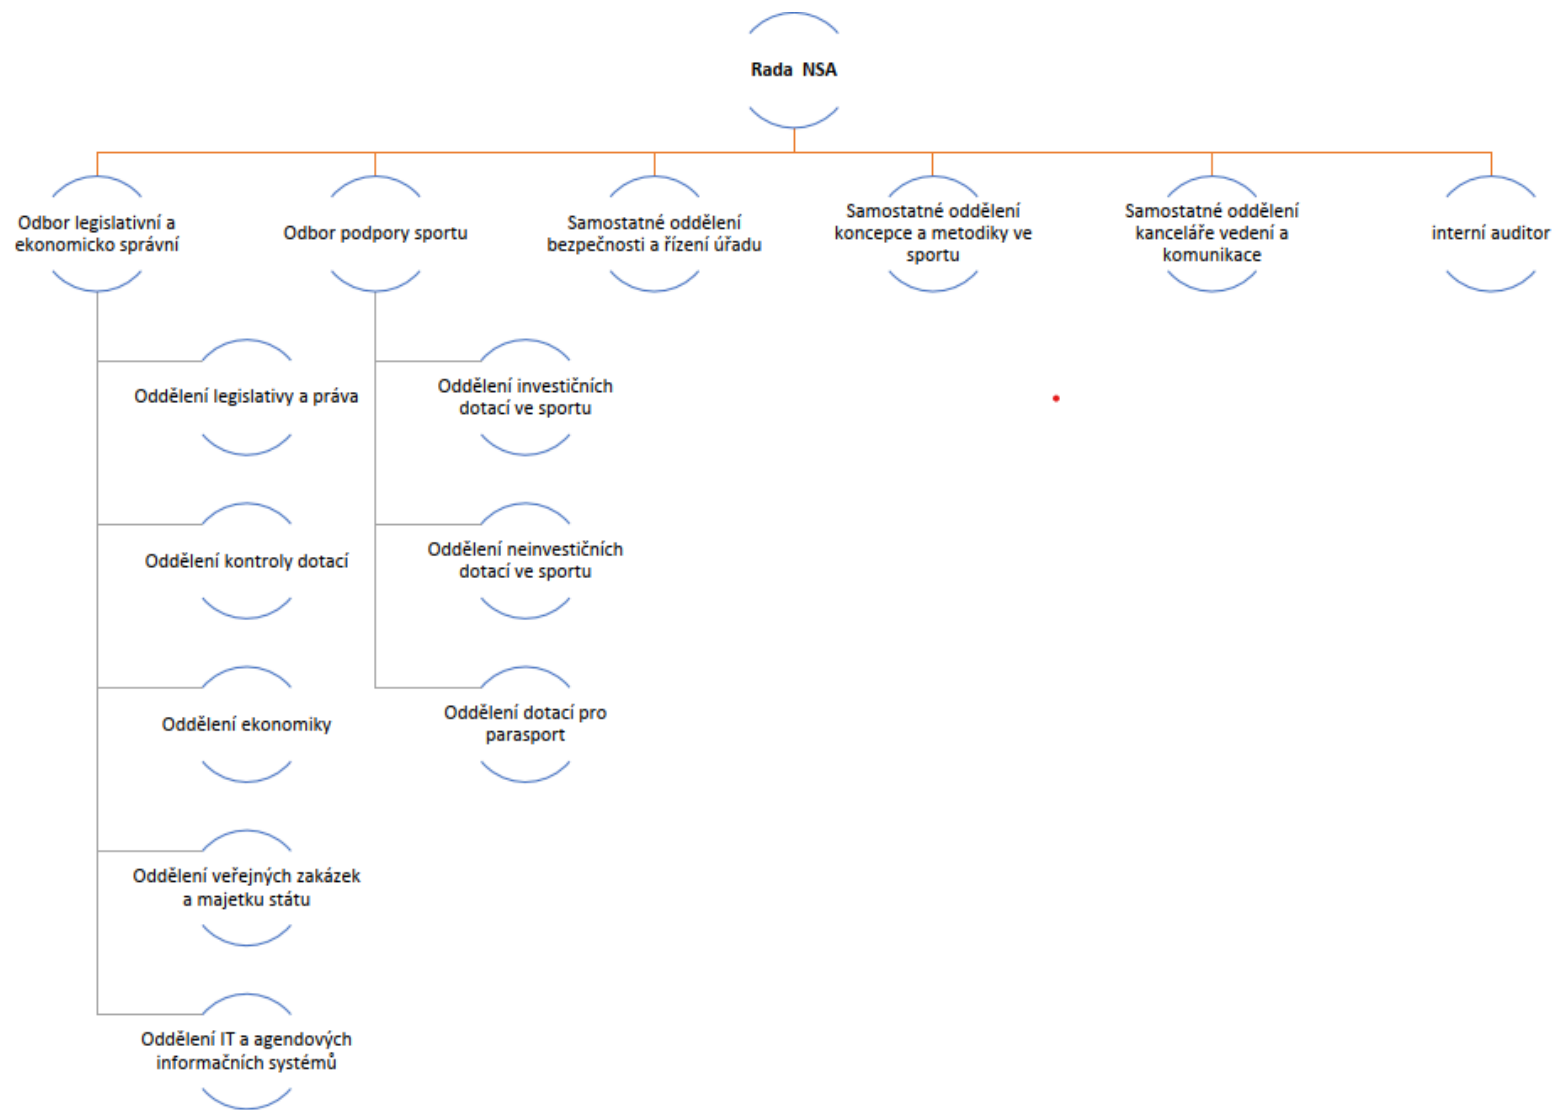 Rada  NSA
Odbor legislativní a
ekonomicko správní
Odbor podpory sportu
Samostatné oddělení
bezpečnosti a řízení úřadu
Samostatné oddělení
koncepce a metodiky ve
sportu
Samostatné oddělení
kanceláře vedení a
komunikace
interní auditor
Oddělení legislativy a práva
Oddělení kontroly dotací
Oddělení ekonomiky
Oddělení veřejných zakázek
a majetku státu
Oddělení IT a agendových
informačních systémů
Oddělení investičních
dotací ve sportu
Oddělení neinvestičních
dotací ve sportu
Oddělení dotací pro
parasport